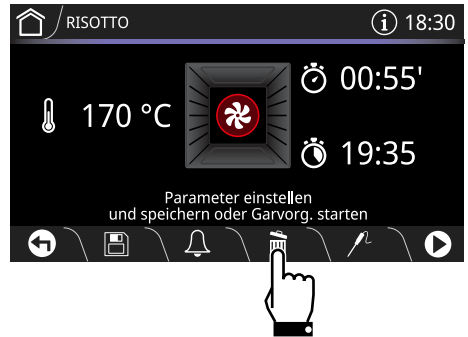 RISOTTO
18:30
170 °C
00:55'
19:35
Parameter einstellen
und speichern oder Garvorg. starten